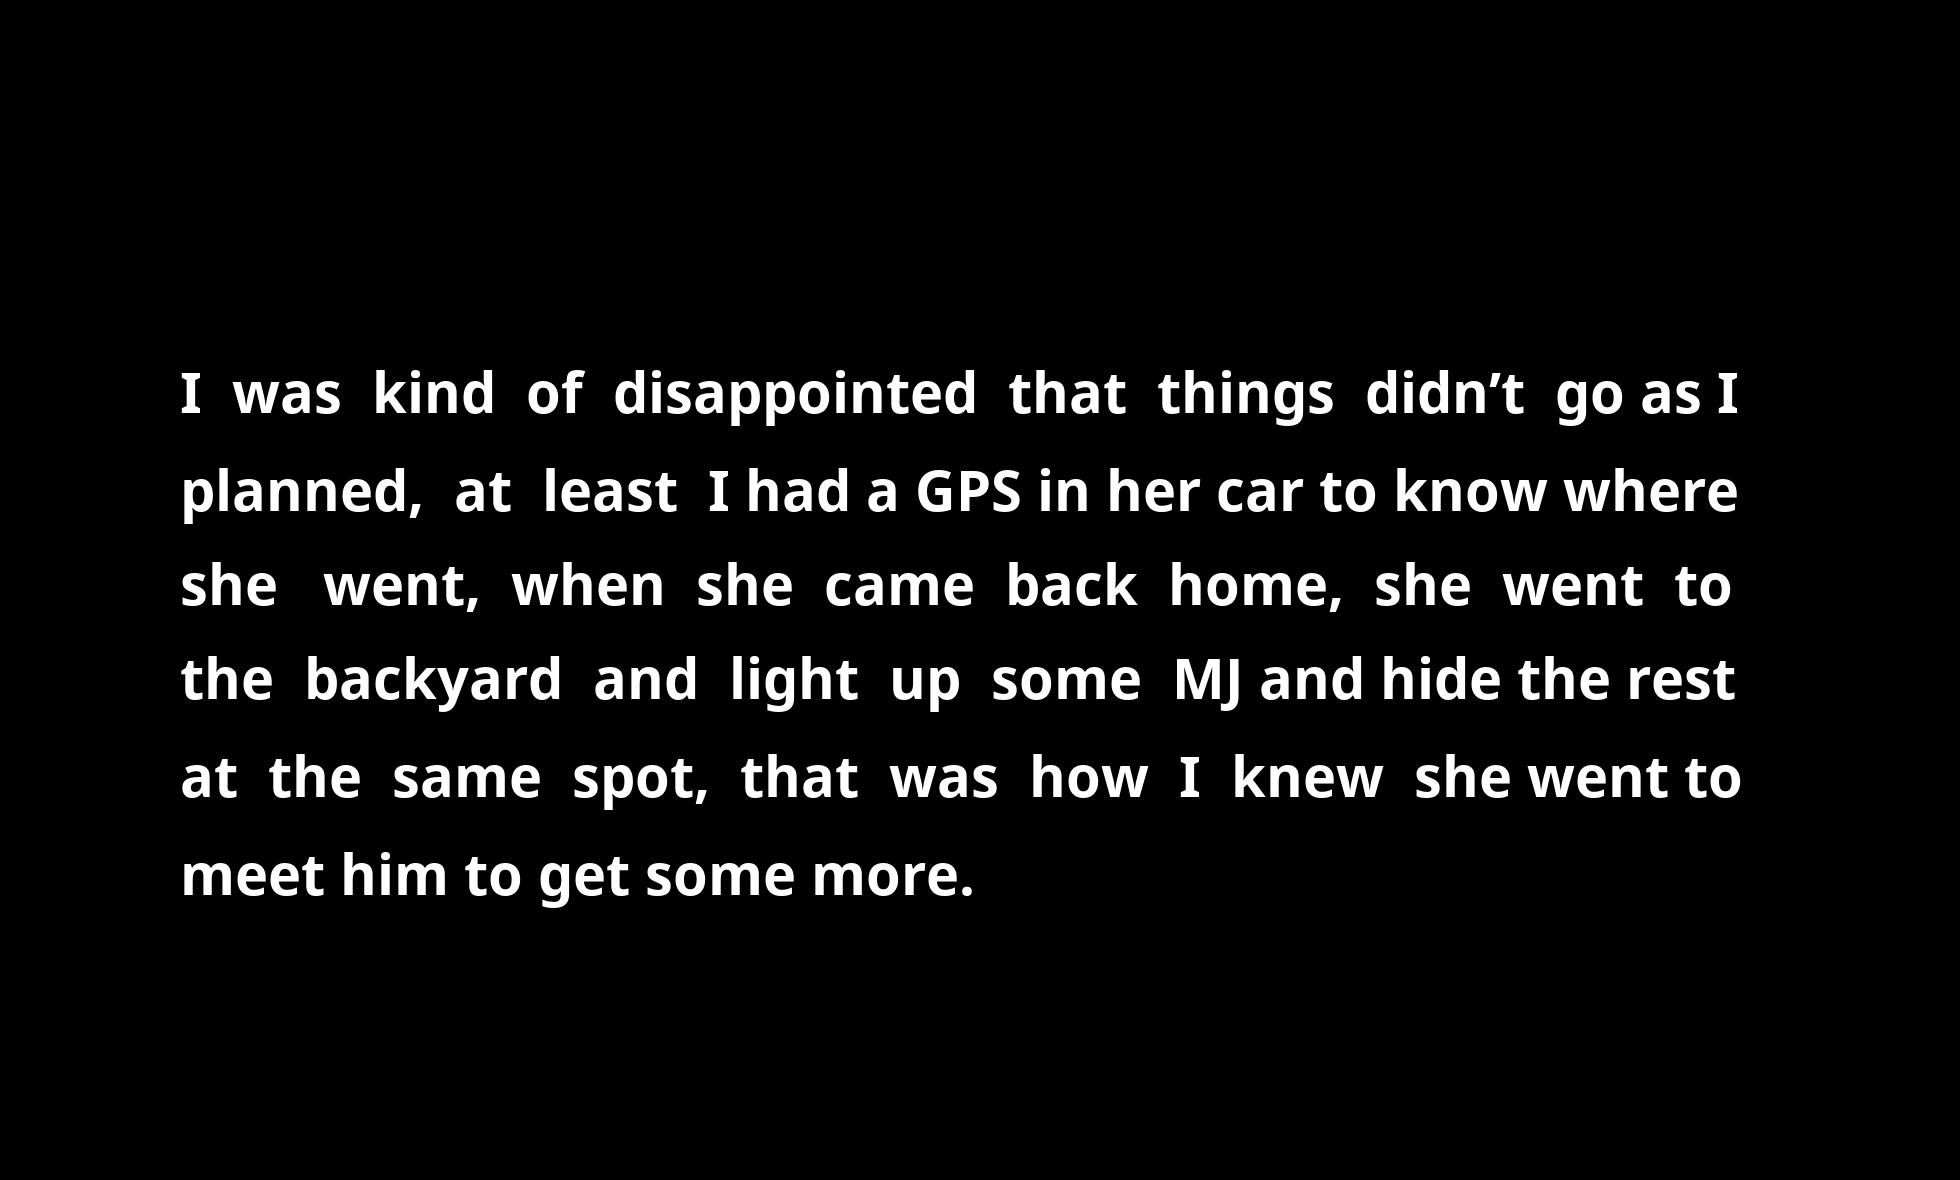 I was kind of disappointed that things didn’t go as I
planned, at least I had a GPS in her car to know where
she went, when she came back home, she went to
the backyard and light up some MJ and hide the rest
at the same spot, that was how I knew she went to
meet him to get some more.